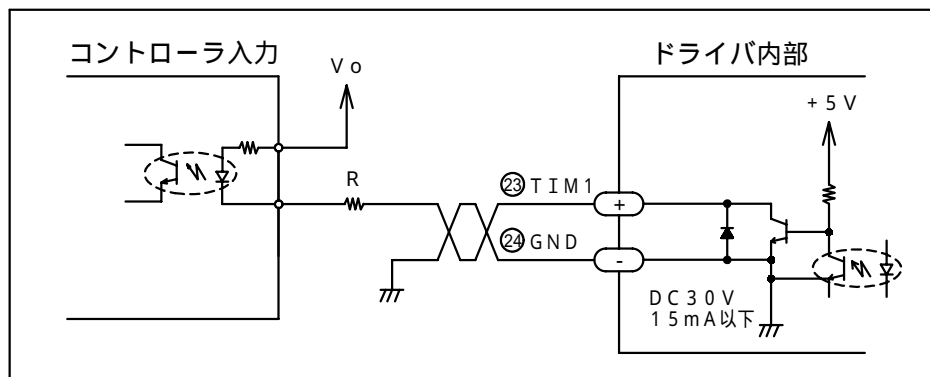 コントローラ入力
Vo
ドライバ内部
+5V
R
㉓TIM1
+
㉔GND
-
DC30V
15mA以下